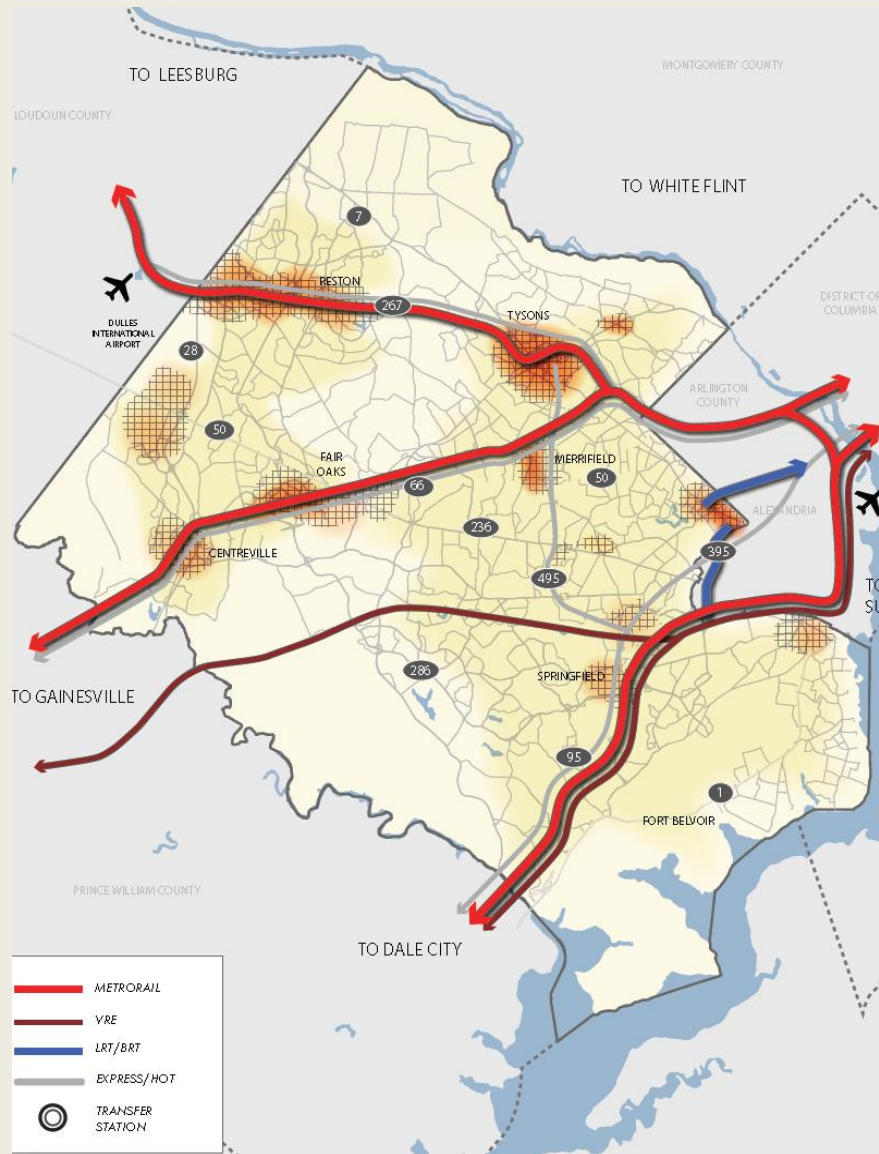 TO LEESBURG
MONTGOMERY COUNTY
LOUDOUN COUNTY
TO WHITE FLINT
7
RESTON
267
TYSONS
DISTRICT OF
COLUMBIA
DULLES
INTERNATIONAL
AIRPORT
28
ARLINGTON
COUNTY
50
FAIR
OAKS
MERRIFIELD
66
50
236
ALEXANDRIA
CENTREVILLE
395
495
TO
SU
286
SPRINGFIELD
TO GAINESVILLE
95
1
FORT BELVOIR
PRINCE WILLIAM COUNTY
TO DALE CITY
METRORAIL
VRE
LRT/BRT
EXPRESS/HOT
TRANSFER
STATION